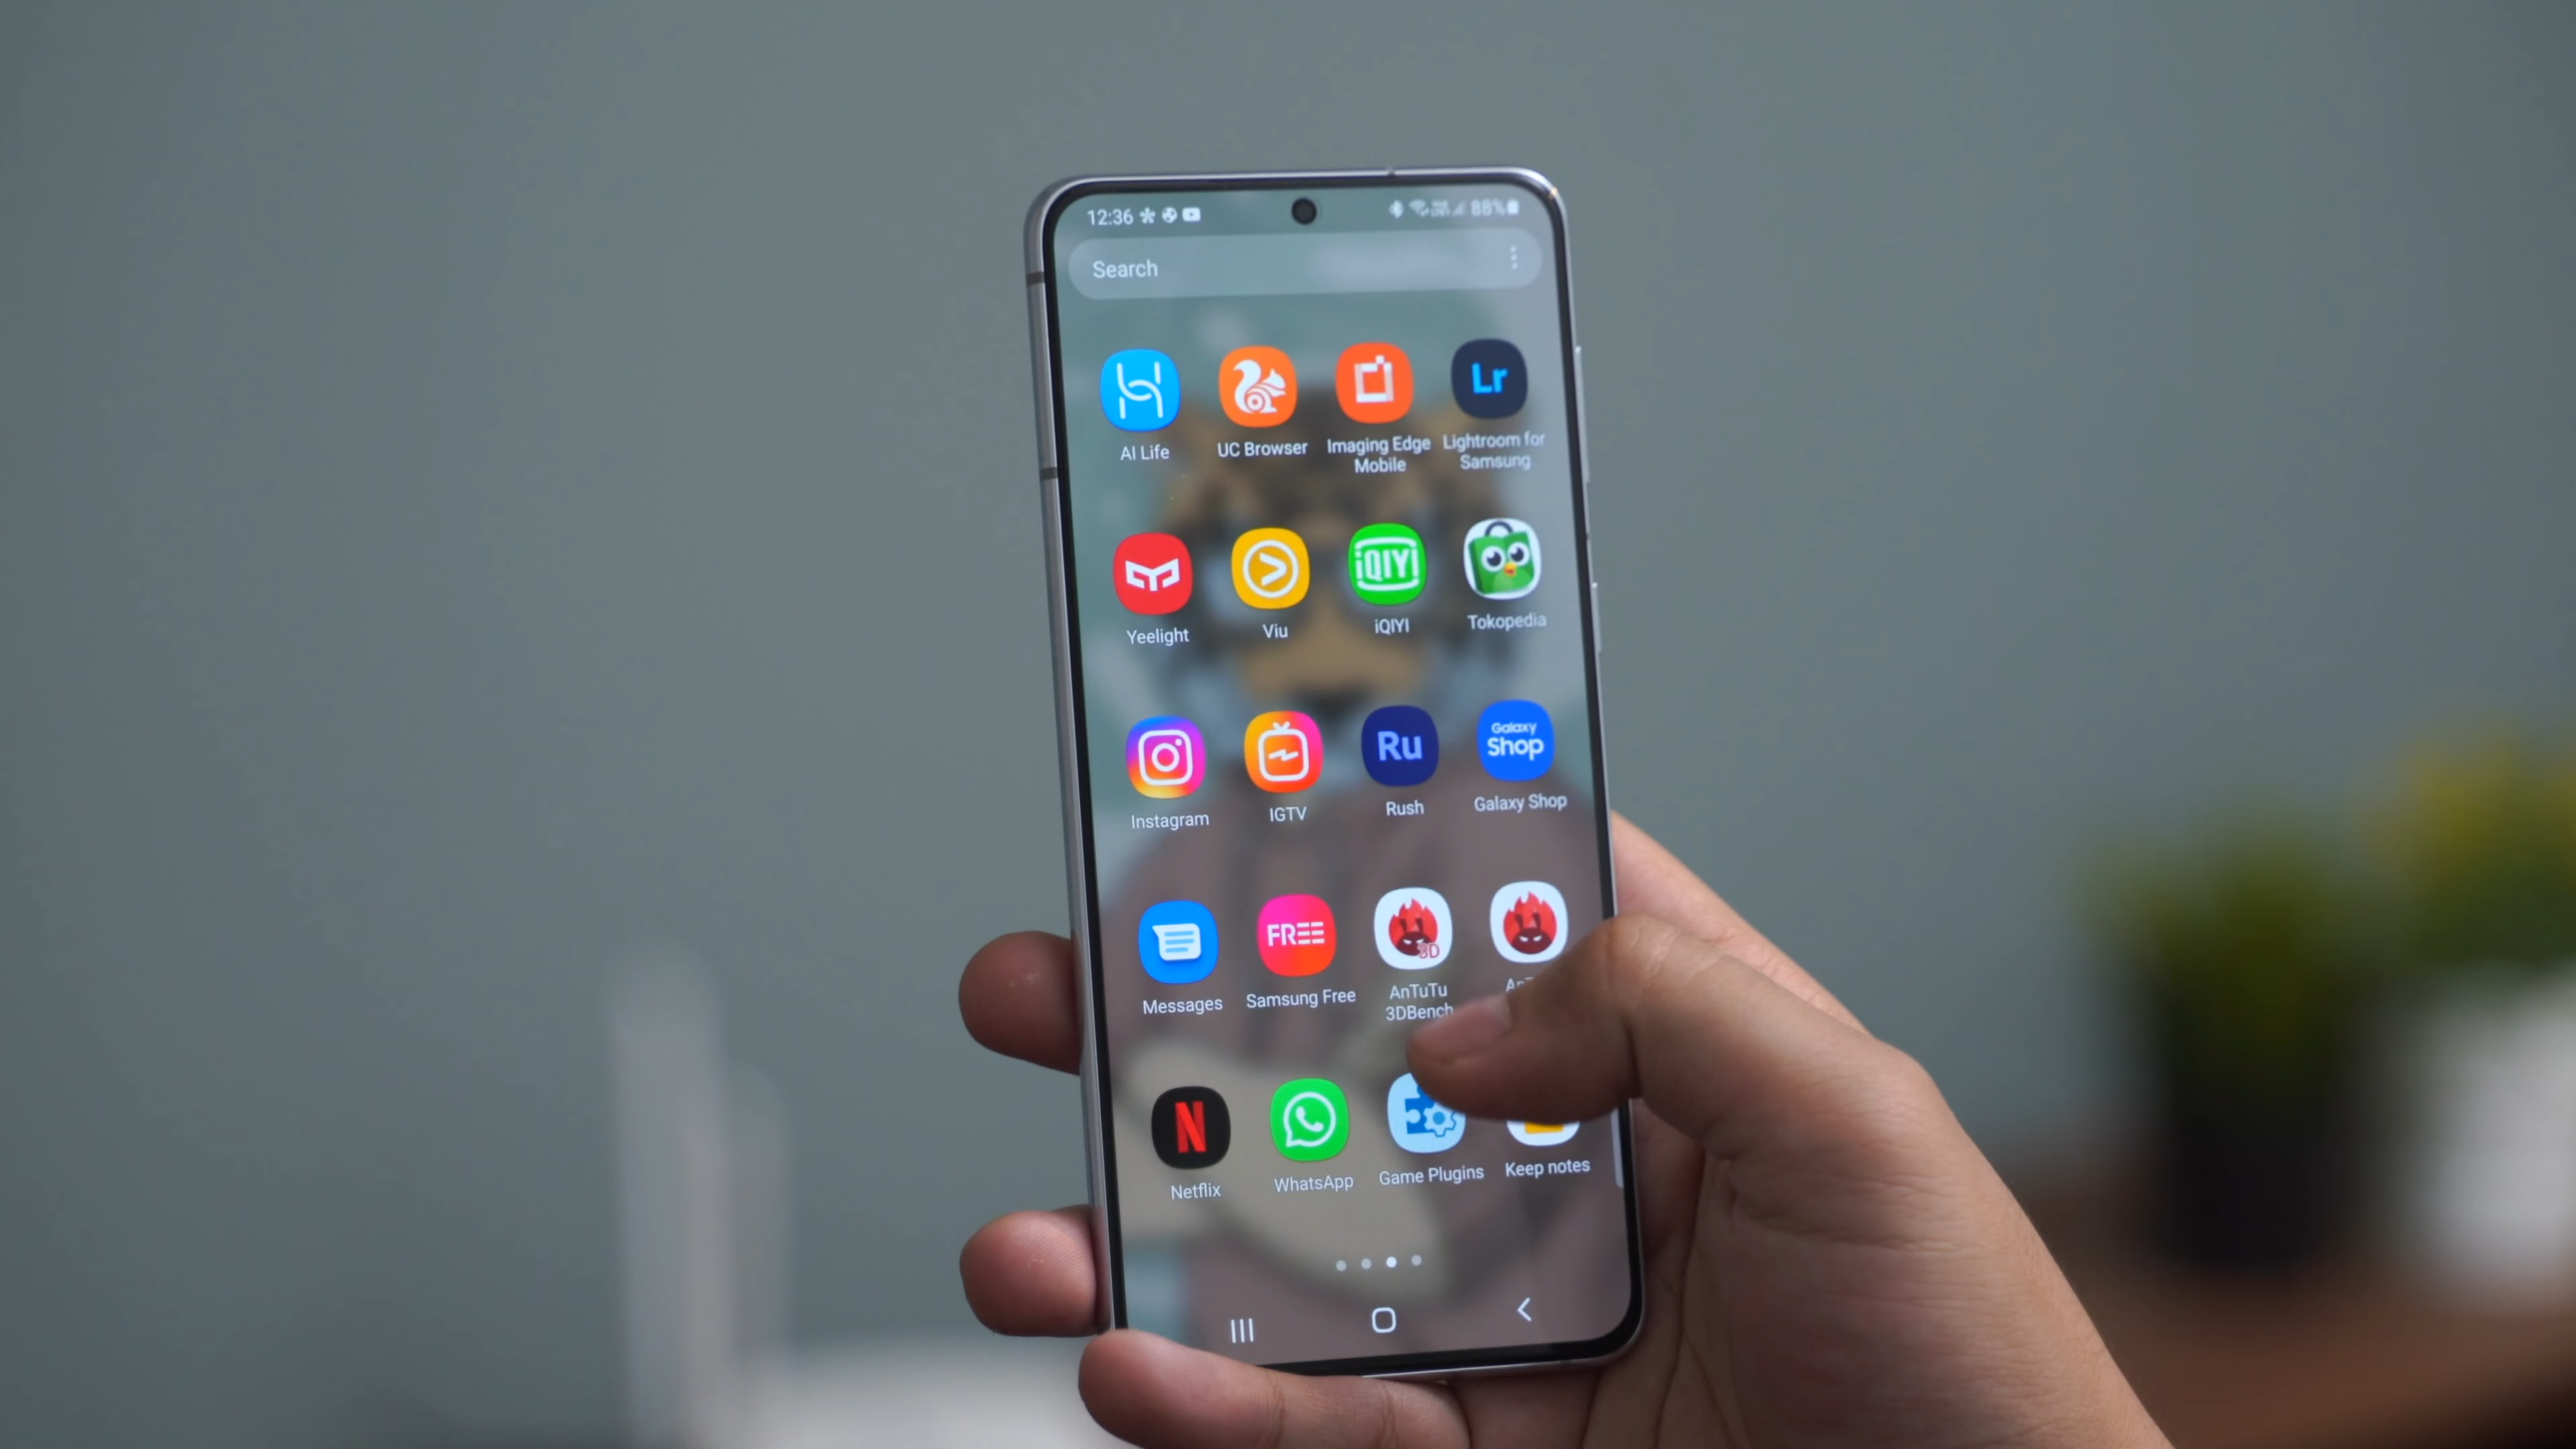 12:36
88%
Search
Lr
AI Life
UC Browser
Imaging Edge
Mobile
Lightroom for
Samsung
iQIYI
Yeelight
Viu
iQIYI
Tokopedia
Ru
Galaxy
Shop
Instagram
IGTV
Rush
Galaxy Shop
FREE
3D
Messages
Samsung Free
AnTuTu
3DBench
N
Netflix
WhatsApp
Game Plugins
Keep notes